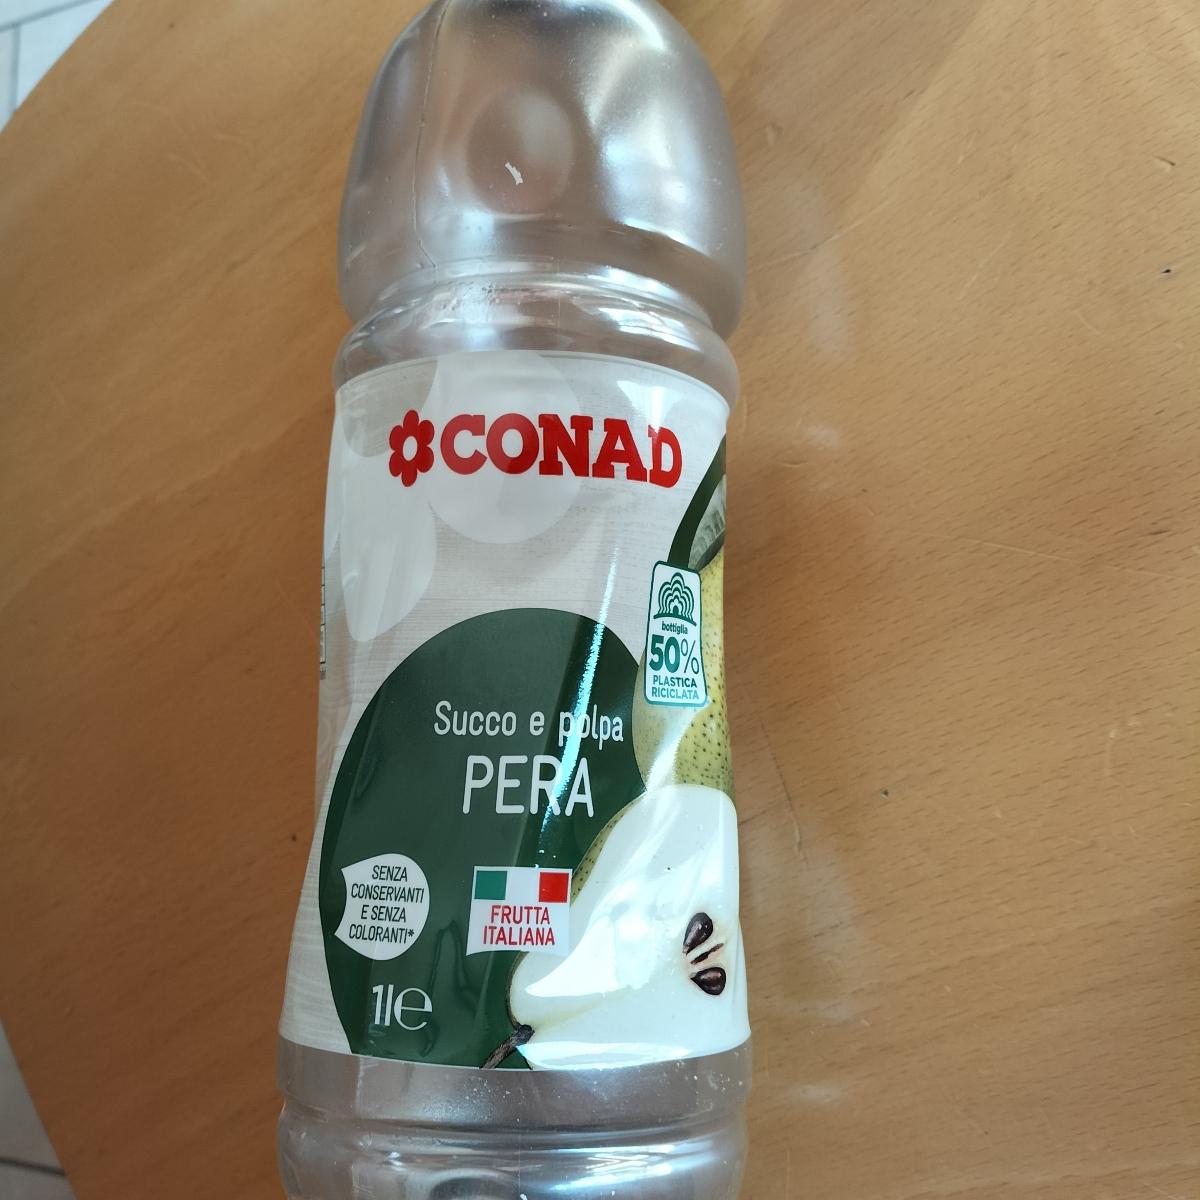 CONAD
bottiglia
50%
PLASTICA
RICICLATA
Succo e polpa
PERA
SENZA
CONSERVANTI
E SENZA
COLORANTI*
FRUTTA
ITALIANA
1l e